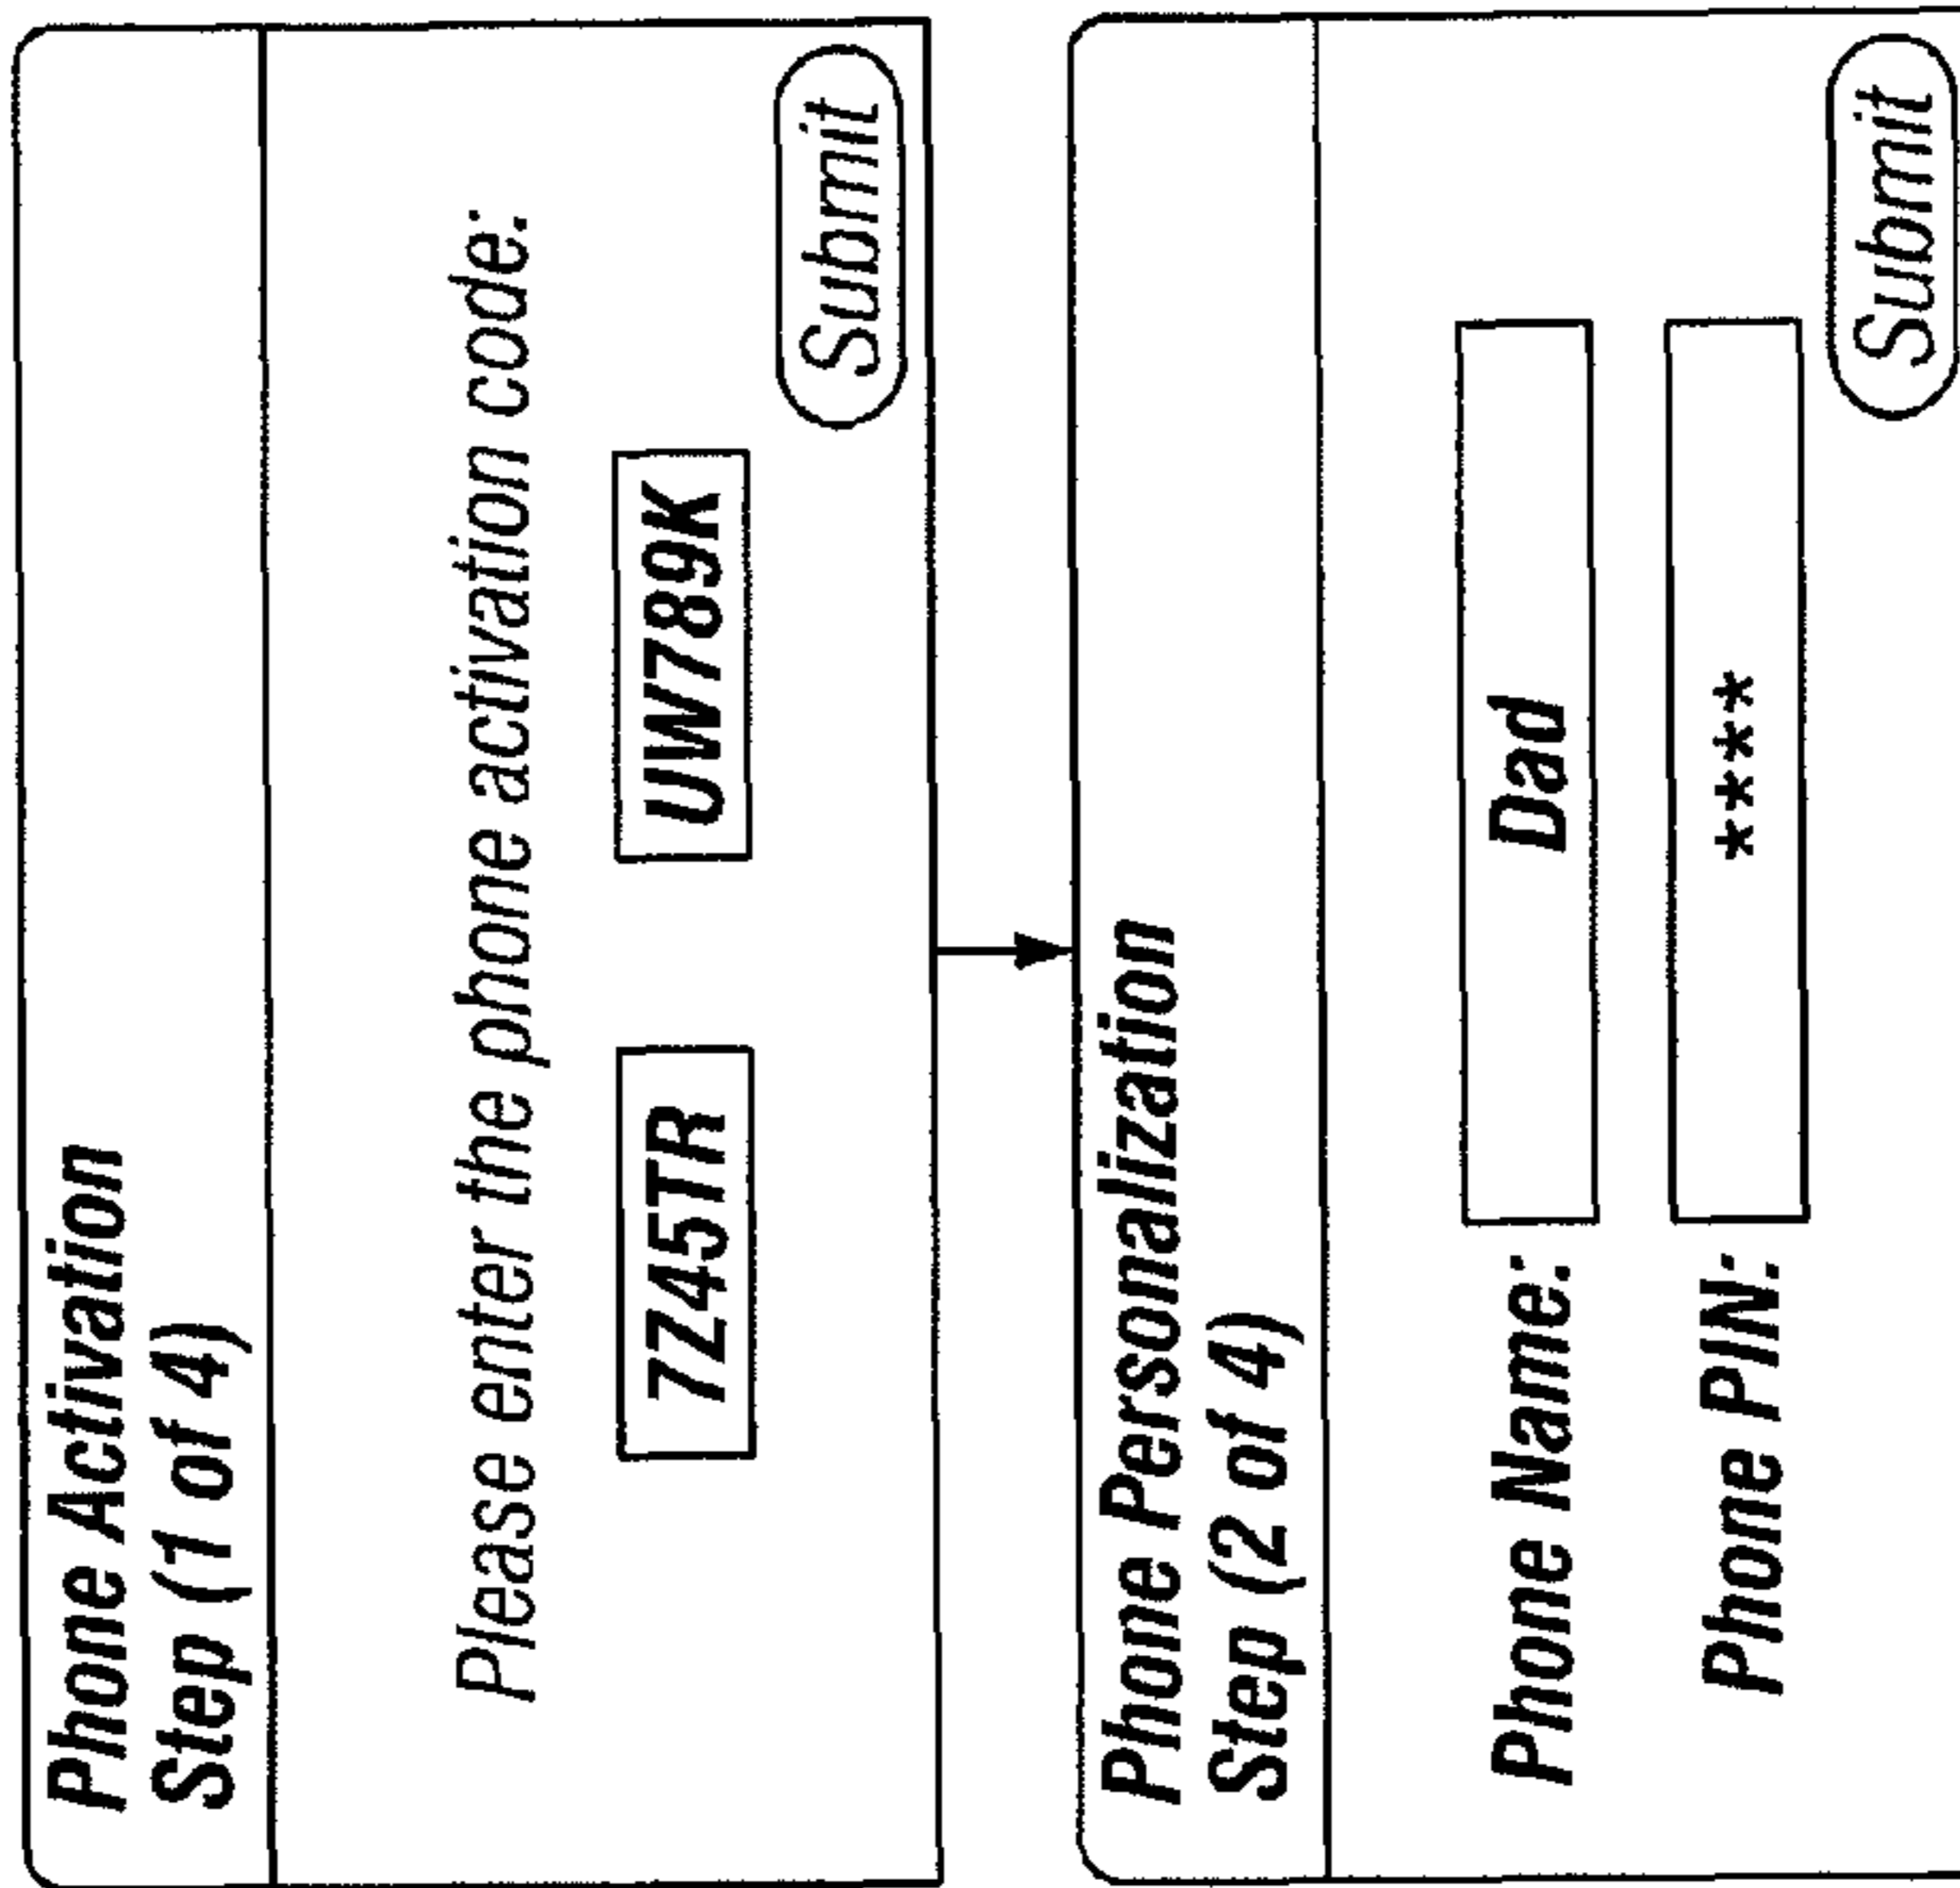 Phone Activation
Step (1 of 4)
Please enter the phone activation code:
7Z45TR UW789K
Submit
Phone Personalization
Step (2 of 4)
Phone Name: Dad
Phone PIN: ****
Submit